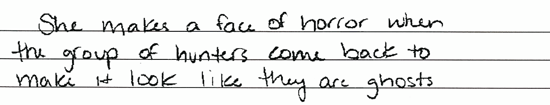 She makes a face of horror when
the group of hunters come back to
make it look like they are ghosts